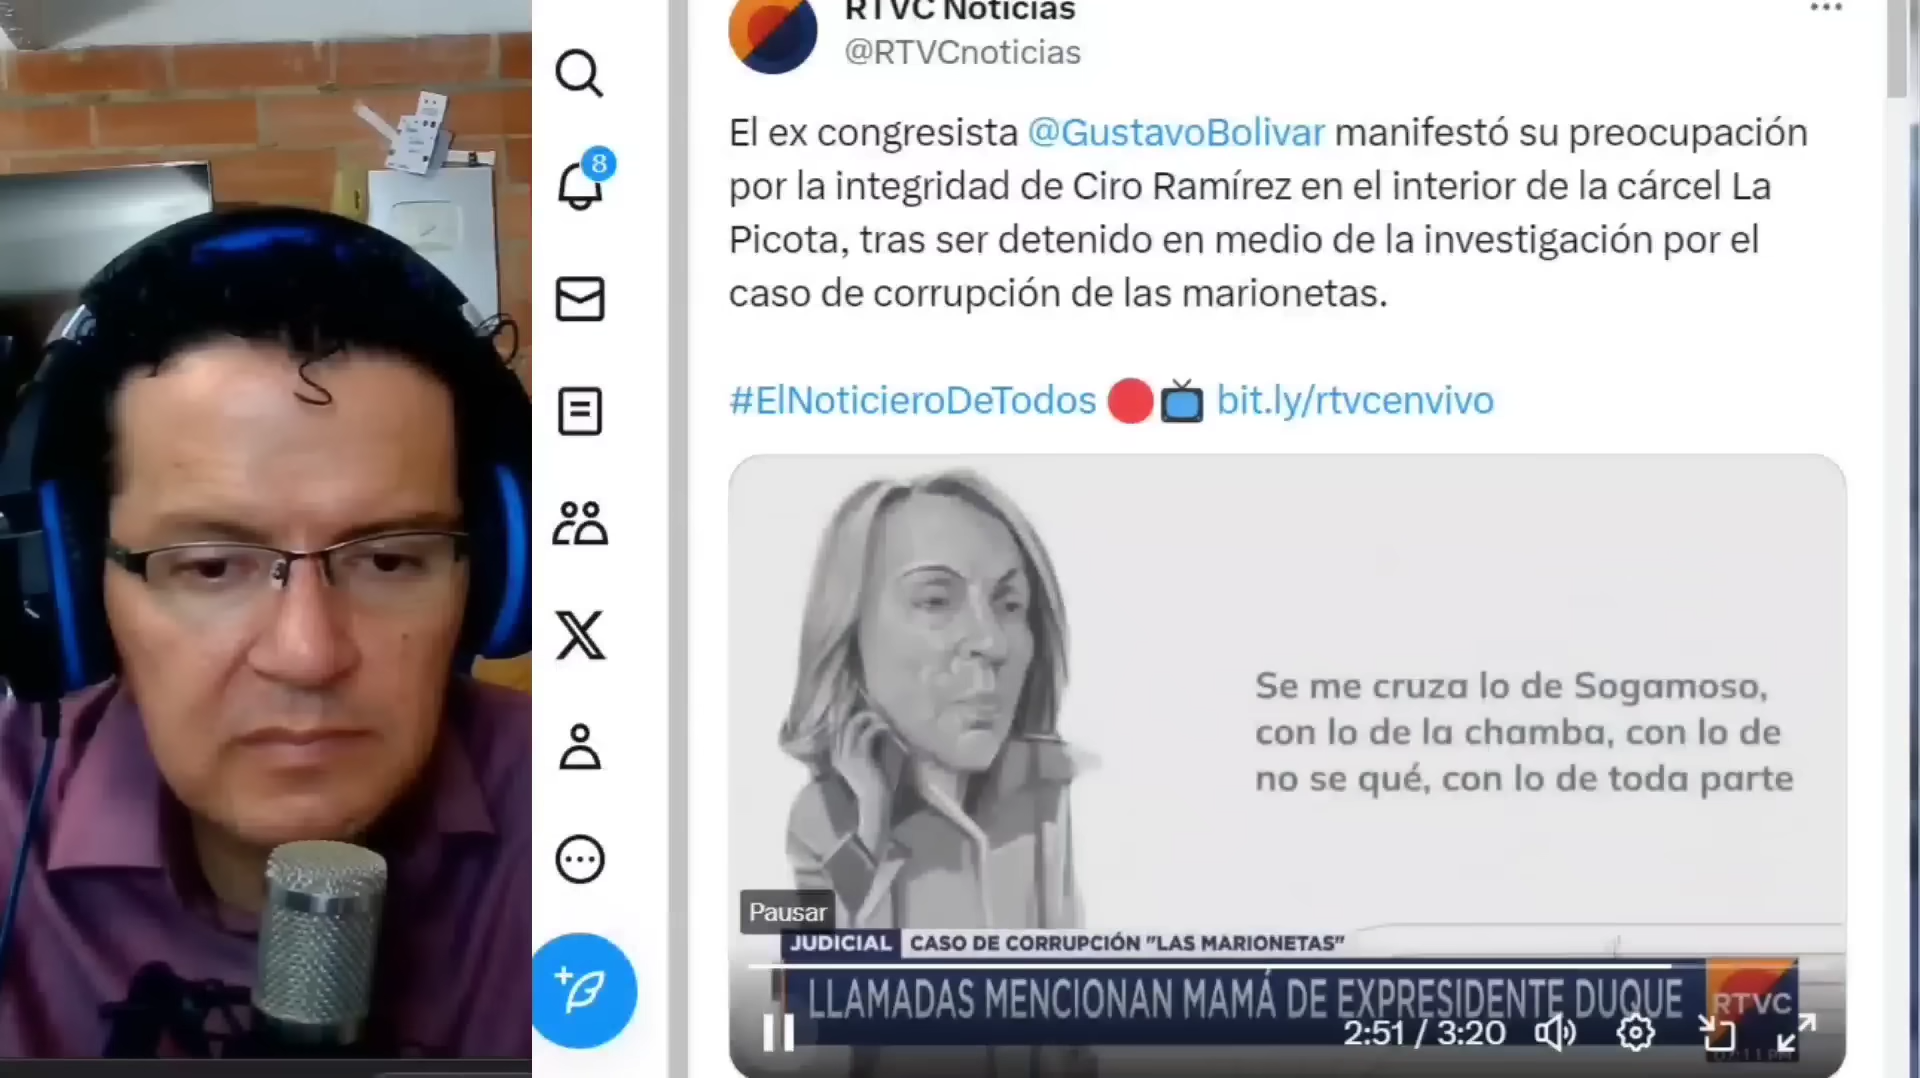 RTVC Noticias
@RTVCnoticias
El ex congresista @GustavoBolivar manifestó su preocupación
por la integridad de Ciro Ramírez en el interior de la cárcel La
Picota, tras ser detenido en medio de la investigación por el
caso de corrupción de las marionetas.
#ElNoticieroDeTodos bit.ly/rtvcenvivo
8
Se me cruza lo de Sogamoso,
con lo de la chamba, con lo de
no se qué, con lo de toda parte
Pausar
JUDICIAL CASO DE CORRUPCIÓN "LAS MARIONETAS"
LLAMADAS MENCIONAN MAMÁ DE EXPRESIDENTE DUQUE
RTVC
2:51 / 3:20